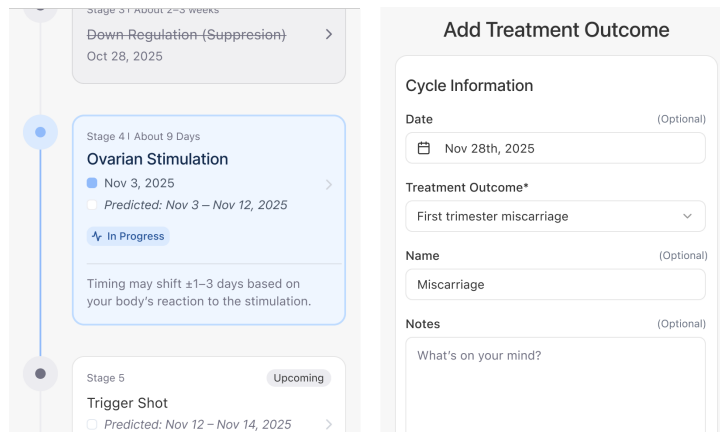 Stage 3 I About 2–3 weeks
Down Regulation (Suppresion)
Oct 28, 2025
Stage 4 I About 9 Days
Ovarian Stimulation
Nov 3, 2025
Predicted: Nov 3 – Nov 12, 2025
In Progress
Timing may shift ±1–3 days based on
your body's reaction to the stimulation.
Stage 5
Upcoming
Trigger Shot
Predicted: Nov 12 – Nov 14, 2025
Add Treatment Outcome
Cycle Information
Date (Optional)
Nov 28th, 2025
Treatment Outcome*
First trimester miscarriage
Name (Optional)
Miscarriage
Notes (Optional)
What's on your mind?